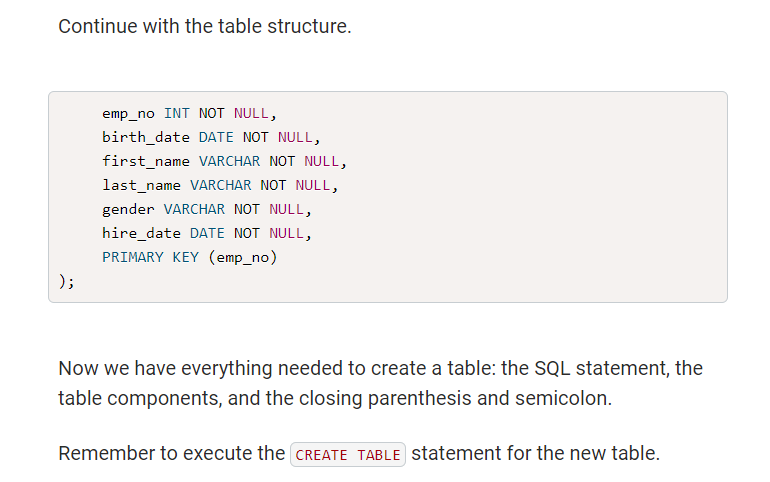 Continue with the table structure.
emp_no INT NOT NULL,
birth_date DATE NOT NULL,
first_name VARCHAR NOT NULL,
last_name VARCHAR NOT NULL,
gender VARCHAR NOT NULL,
hire_date DATE NOT NULL,
PRIMARY KEY (emp_no)
);
Now we have everything needed to create a table: the SQL statement, the
table components, and the closing parenthesis and semicolon.
Remember to execute the CREATE TABLE statement for the new table.